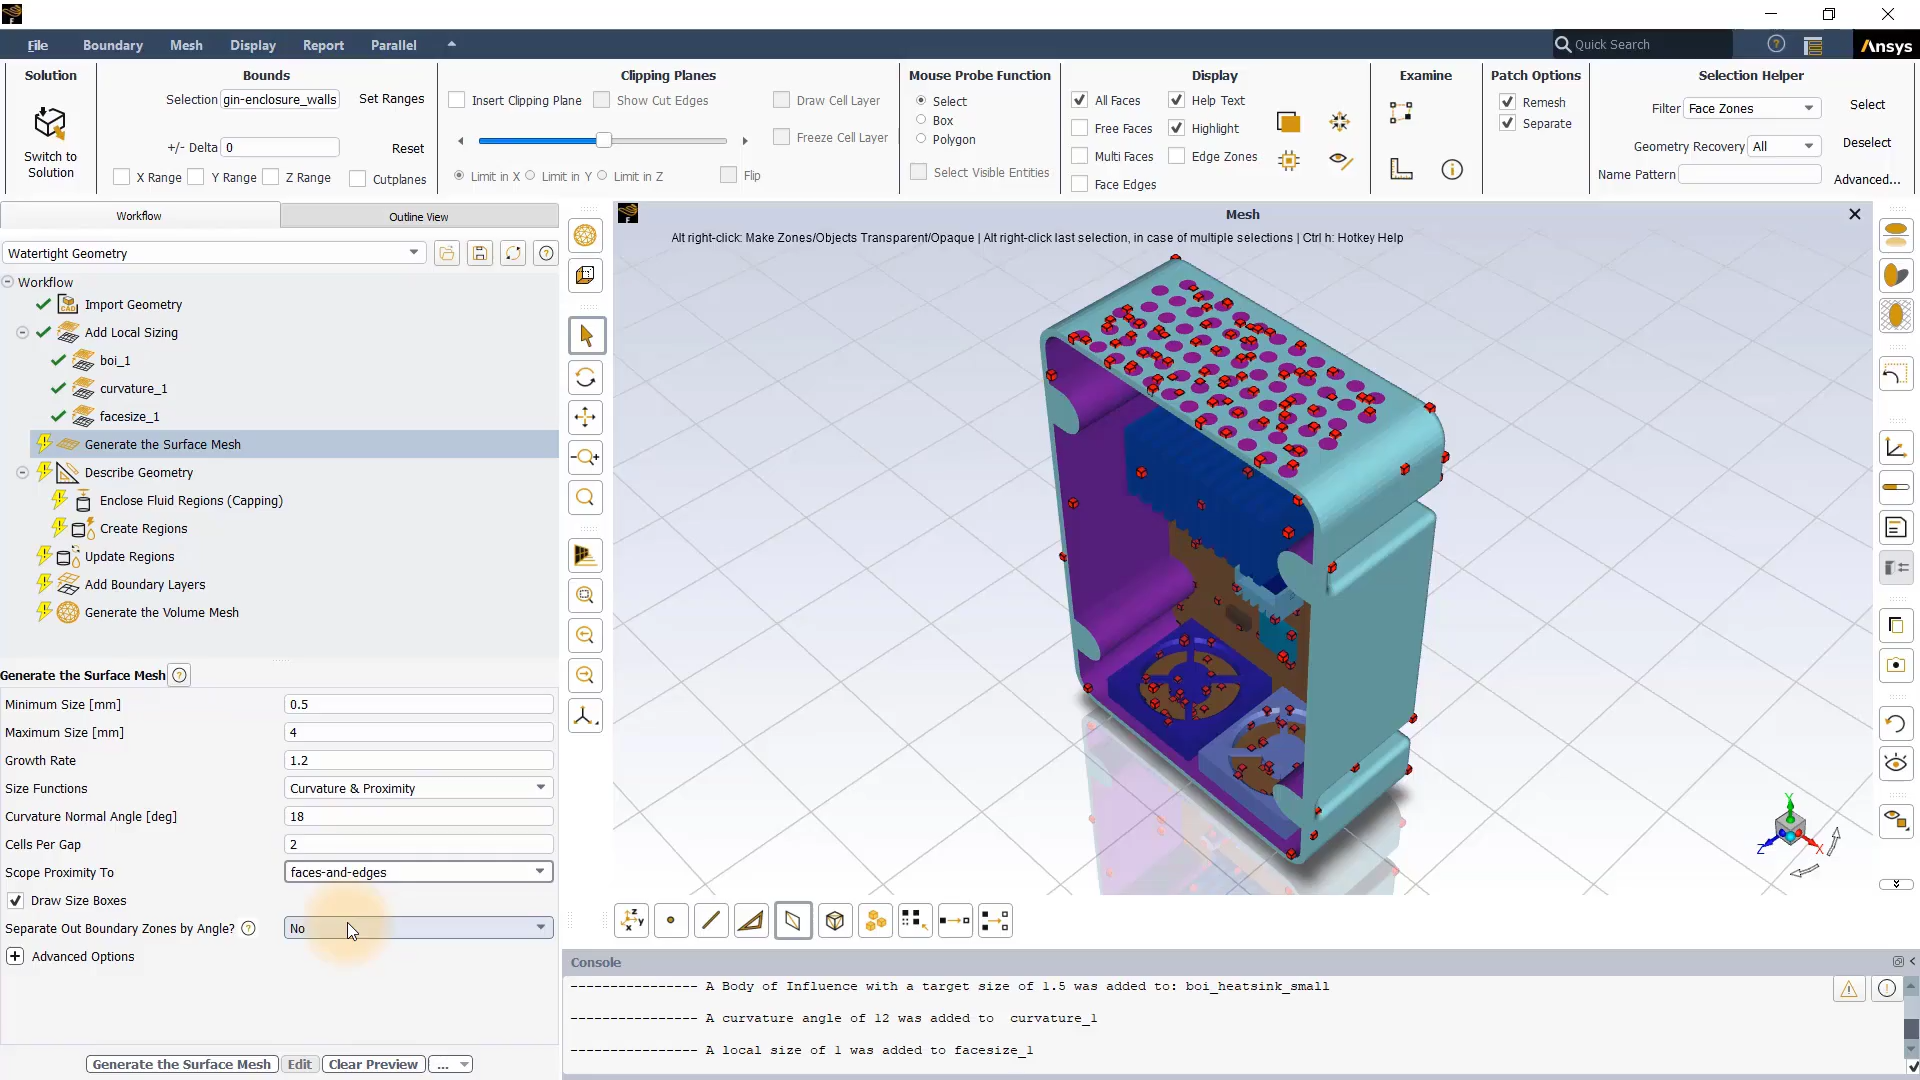 File Boundary Mesh Display Report Parallel Quick Search Ansys
Solution Bounds Clipping Planes Mouse Probe Function Display Examine Patch Options Selection Helper
Selection gin-enclosure_walls Set Ranges Insert Clipping Plane Show Cut Edges Draw Cell Layer Select All Faces Help Text Remesh Filter Face Zones Select
Box Free Faces Highlight Separate
+/- Delta 0 Reset Freeze Cell Layer Polygon Geometry Recovery All Deselect
Switch to Solution Multi Faces Edge Zones
X Range Y Range Z Range Cutplanes Limit in X Limit in Y Limit in Z Flip Select Visible Entities Face Edges Name Pattern Advanced...
Workflow Outline View Mesh
Alt right-click: Make Zones/Objects Transparent/Opaque | Alt right-click last selection, in case of multiple selections | Ctrl h: Hotkey Help
Watertight Geometry
Workflow
Import Geometry
Add Local Sizing
boi_1
curvature_1
facesize_1
Generate the Surface Mesh
Describe Geometry
Enclose Fluid Regions (Capping)
Create Regions
Update Regions
Add Boundary Layers
Generate the Volume Mesh
Generate the Surface Mesh
Minimum Size [mm] 0.5
Maximum Size [mm] 4
Growth Rate 1.2
Size Functions Curvature & Proximity
Curvature Normal Angle [deg] 18
Cells Per Gap 2
Scope Proximity To faces-and-edges
Draw Size Boxes
Separate Out Boundary Zones by Angle? No
Advanced Options
Generate the Surface Mesh Edit Clear Preview ...
Y
Z X
Console
---------------- A Body of Influence with a target size of 1.5 was added to: boi_heatsink_small
---------------- A curvature angle of 12 was added to curvature_1
---------------- A local size of 1 was added to facesize_1